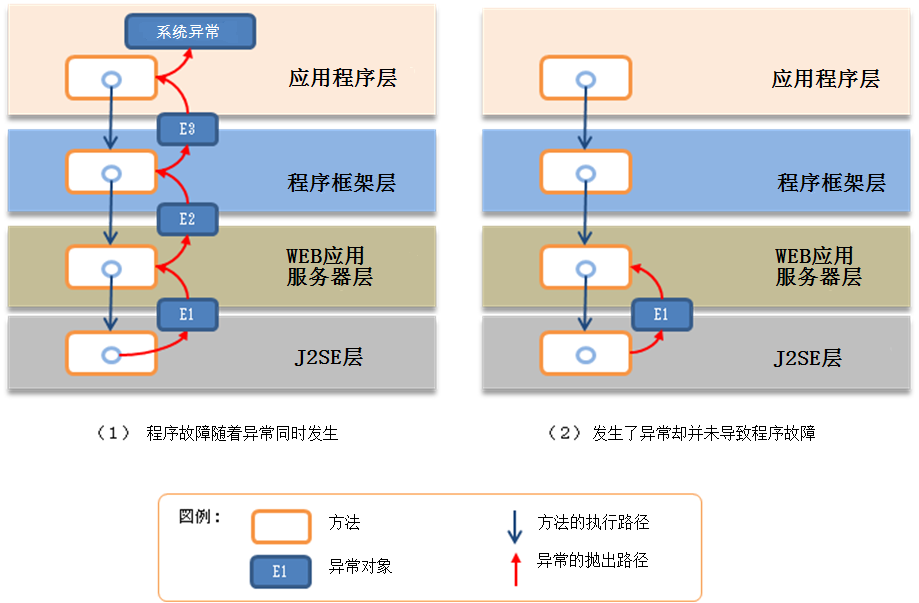 系统异常
应用程序层
E3
程序框架层
E2
WEB应用
服务器层
E1
J2SE层
（1） 程序故障随着异常同时发生
应用程序层
程序框架层
WEB应用
服务器层
E1
J2SE层
（2）发生了异常却并未导致程序故障
图例：
方法
方法的执行路径
E1
异常对象
异常的抛出路径